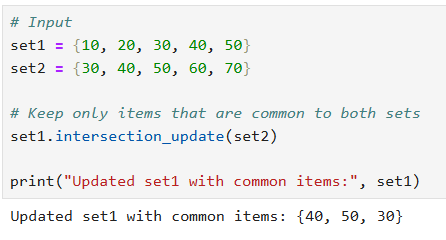 # Input
set1 = {10, 20, 30, 40, 50}
set2 = {30, 40, 50, 60, 70}
# Keep only items that are common to both sets
set1.intersection_update(set2)
print("Updated set1 with common items:", set1)
Updated set1 with common items: {40, 50, 30}